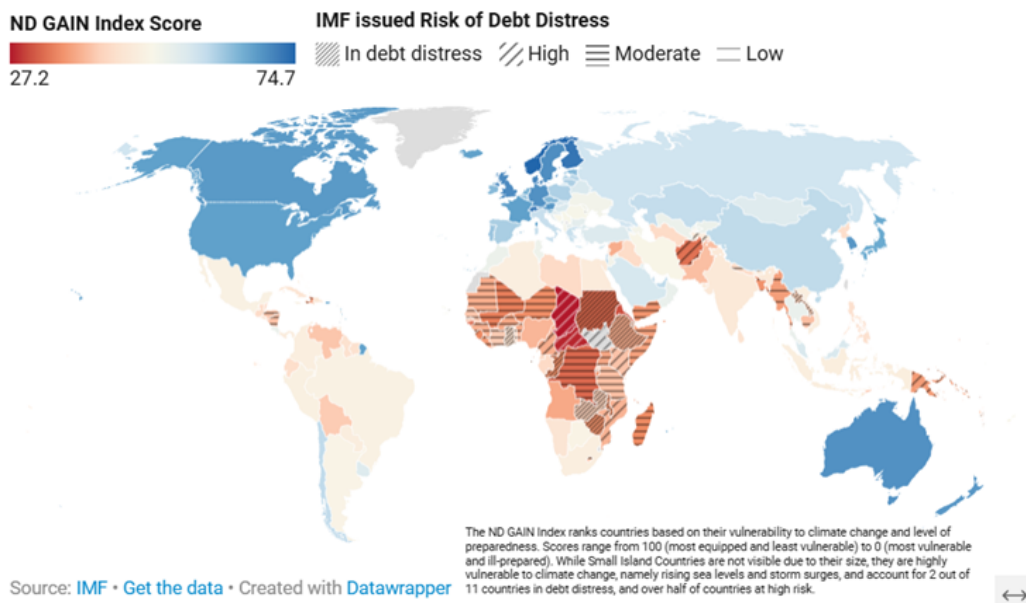 ND GAIN Index Score
27.2
74.7
IMF issued Risk of Debt Distress
In debt distress
High
Moderate
Low
The ND GAIN Index ranks countries based on their vulnerability to climate change and level of
preparedness. Scores range from 100 (most equipped and least vulnerable) to 0 (most vulnerable
and ill-prepared). While Small Island Countries are not visible due to their size, they are highly
vulnerable to climate change, namely rising sea levels and storm surges, and account for 2 out of
11 countries in debt distress, and over half of countries at high risk.
Source: IMF • Get the data • Created with Datawrapper